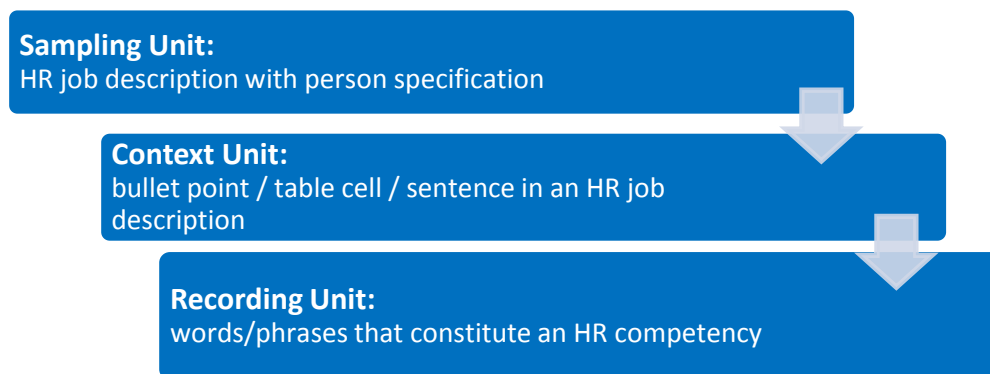 Sampling Unit:
HR job description with person specification
Context Unit:
bullet point / table cell / sentence in an HR job
description
Recording Unit:
words/phrases that constitute an HR competency